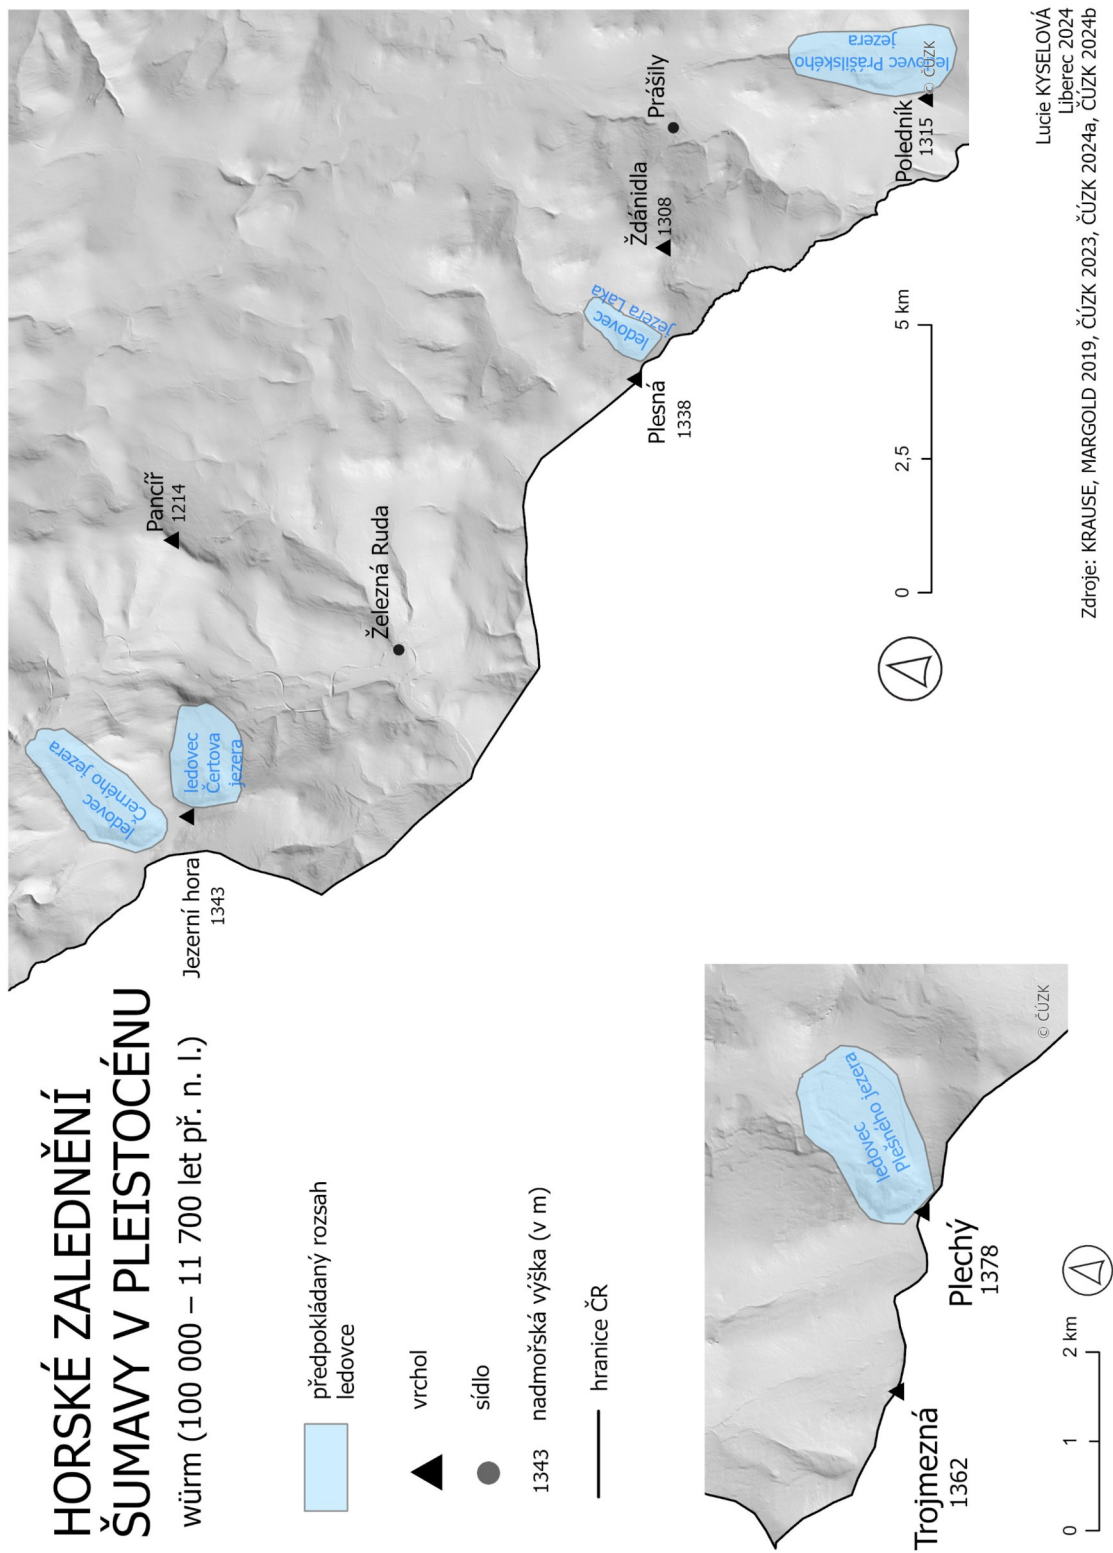 HORSKÉ ZALEDNĚNÍ
ŠUMAVY V PLEISTOCÉNU
würm (100 000 – 11 700 let př. n. l.)
předpokládaný rozsah
ledovce
vrchol
sídlo
1343 nadmořská výška (v m)
hranice ČR
ledovec
Černého jezera
ledovec
Čertova
jezera
Jezerní hora
1343
Pancíř
1214
Železná Ruda
ledovec
jezera Laka
Plesná
1338
Ždánidla
1308
Prášily
ledovec Prášilského
jezera
© ČÚZK
Poledník
1315
0 2,5 5 km
ledovec
Plešného jezera
Plechý
1378
Trojmezná
1362
© ČÚZK
0 1 2 km
Lucie KYSELOVÁ
Liberec 2024
Zdroje: KRAUSE, MARGOLD 2019, ČÚZK 2023, ČÚZK 2024a, ČÚZK 2024b